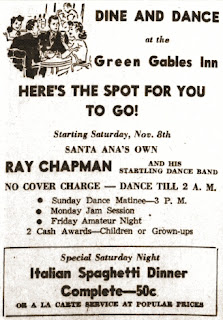 DINE AND DANCE
at the
Green Gables Inn
HERE'S THE SPOT FOR YOU
TO GO!
Starting Saturday, Nov. 8th
SANTA ANA'S OWN
RAY CHAPMAN AND HIS
STARTLING DANCE BAND
NO COVER CHARGE — DANCE TILL 2 A. M.
● Sunday Dance Matinee—3 P. M.
● Monday Jam Session
● Friday Amateur Night
2 Cash Awards—Children or Grown-ups
Special Saturday Night
Italian Spaghetti Dinner
Complete—50c
OR A LA CARTE SERVICE AT POPULAR PRICES